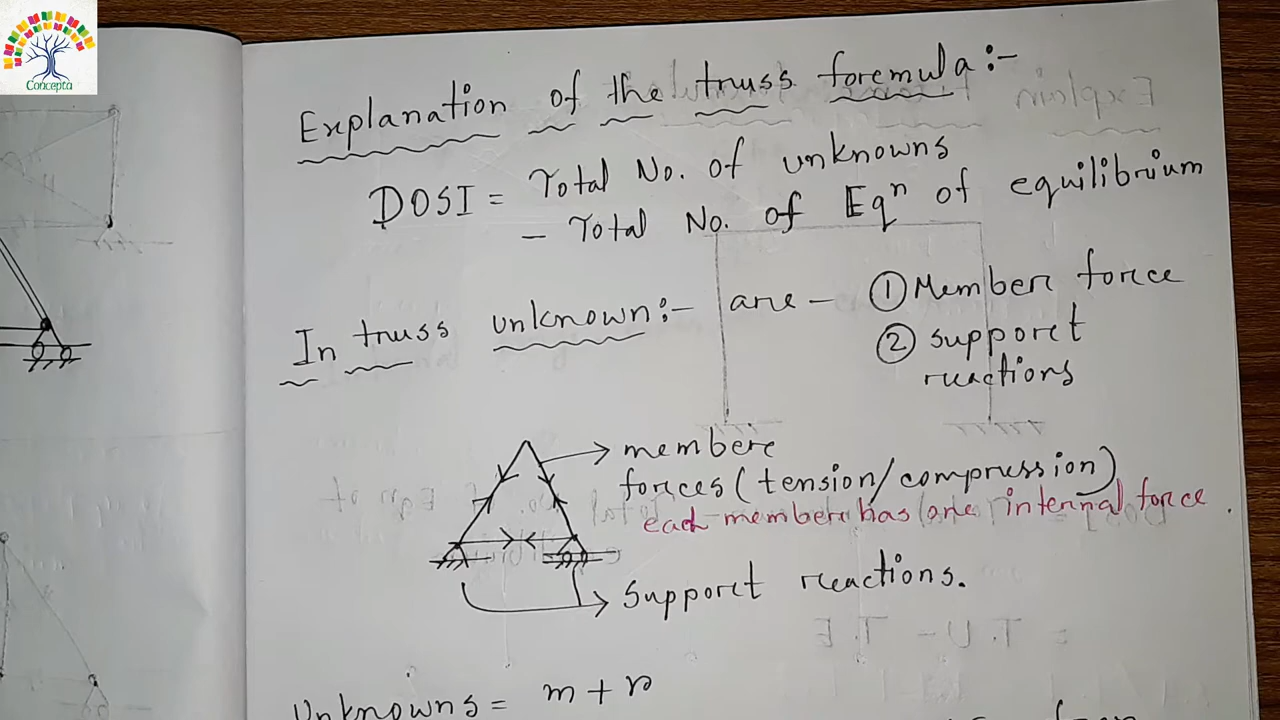 Concepta
Explanation of the truss formula:-
DOSI = Total No. of unknowns
- Total No. of Eqⁿ of equilibrium
In truss unknown:- are - ① Member force
② support
reactions
member
forces (tension/compression)
each member has one internal force.
support reactions.
Unknowns = m + r